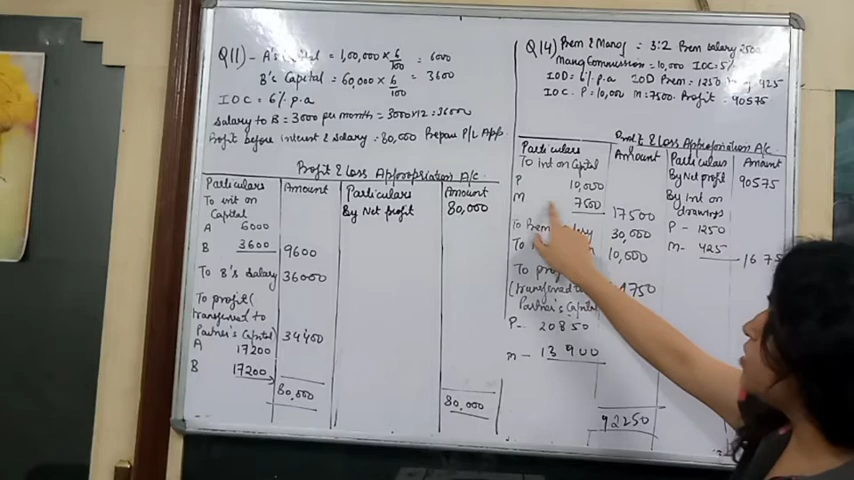 Q11) - A's Capital = 1,00,000 × 6/100 = 6000
B's Capital = 60,000 × 6/100 = 3600
IOC = 6% p.a
Salary to B = 3000 per month = 3000×12 = 36000
Profit before interest & salary = 80,000 Prepare P/L App
Profit & Loss Appropriation A/C
Particulars Amount Particulars Amount
To int on Capital By Net profit 80,000
A 6000
B 3600 9600
To B's Salary 36000
To profit (transferred to Partner's Capital) 34400
A 17200
B 17200
80,000 80,000
Q14) Prem & Manoj = 3:2 Prem salary 2500
Manoj Commission = 10,000 IOC = 5%
IOD = 6% p.a IOD Prem = 1250 425
IOC. P = 10,000 M = 7500 Profit = 90575
Profit & Loss Appropriation A/C
Particulars Amount Particulars Amount
To int on Capital By Net profit 90575
P 10,000 By Int on drawings
M 7500 17500 P - 1250
To Prem 30,000 M - 425
To 10,000
To
(transferred Partner's Capital 4750
P - 20850
M - 13900
92250